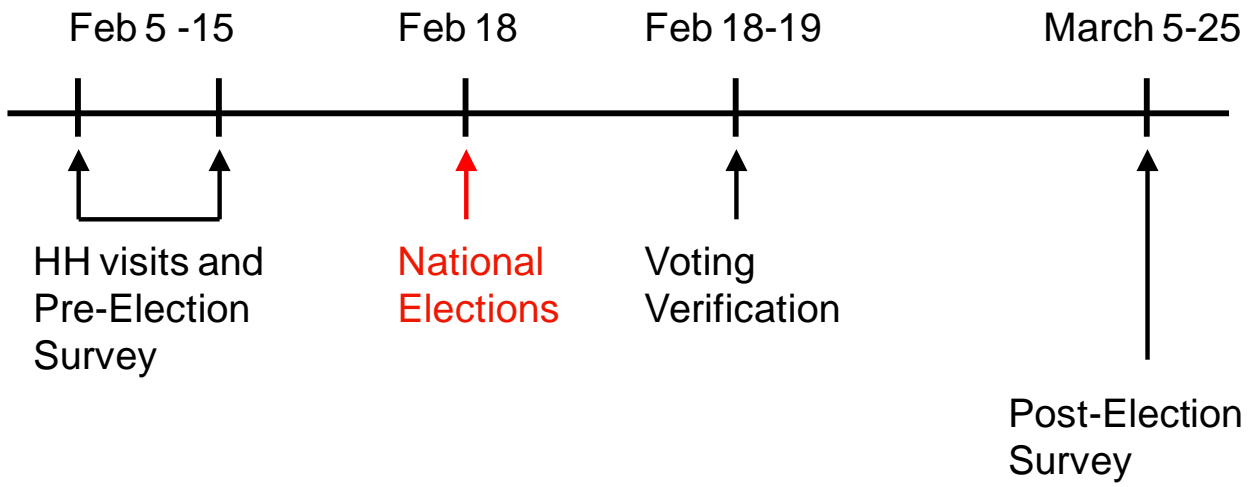 Feb 5 -15
Feb 18
Feb 18-19
March 5-25
HH visits and
Pre-Election
Survey
National
Elections
Voting
Verification
Post-Election
Survey